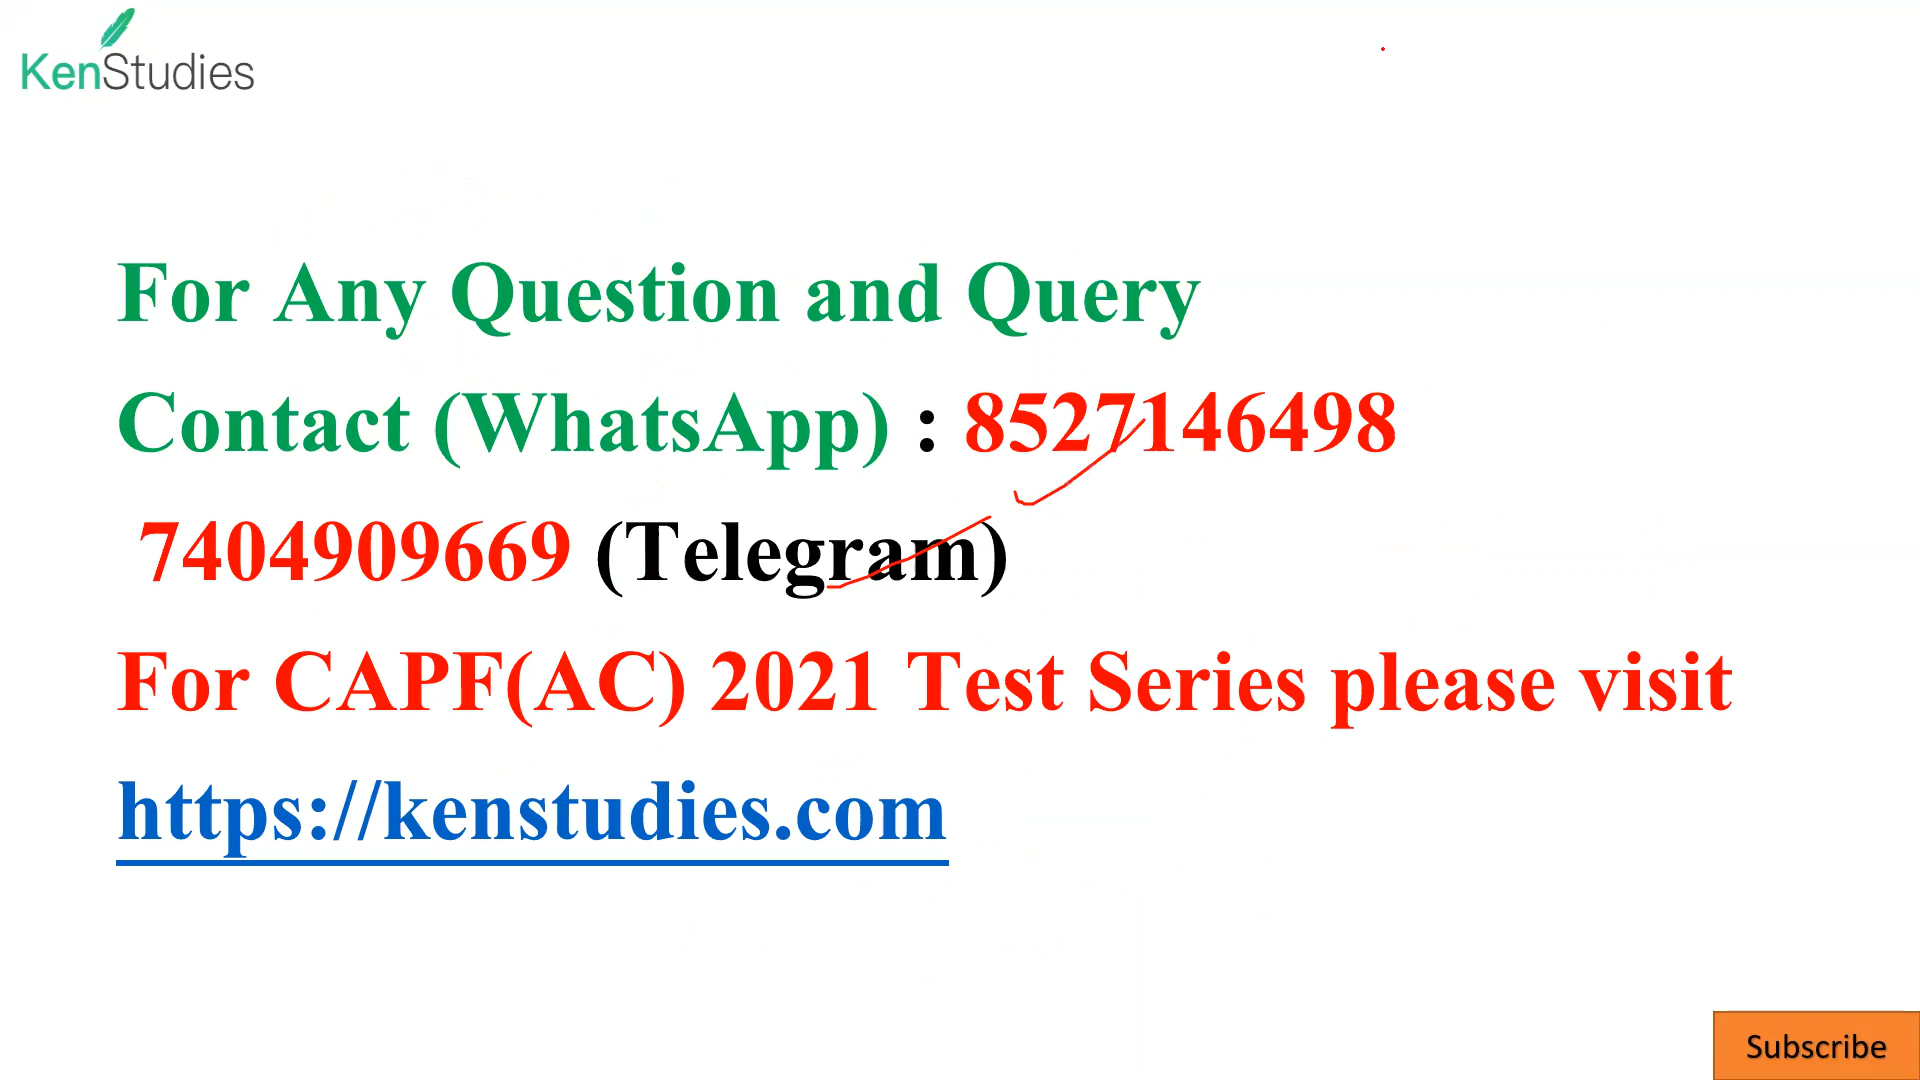 KenStudies
For Any Question and Query
Contact (WhatsApp) : 8527146498
7404909669 (Telegram)
For CAPF(AC) 2021 Test Series please visit
https://kenstudies.com
Subscribe